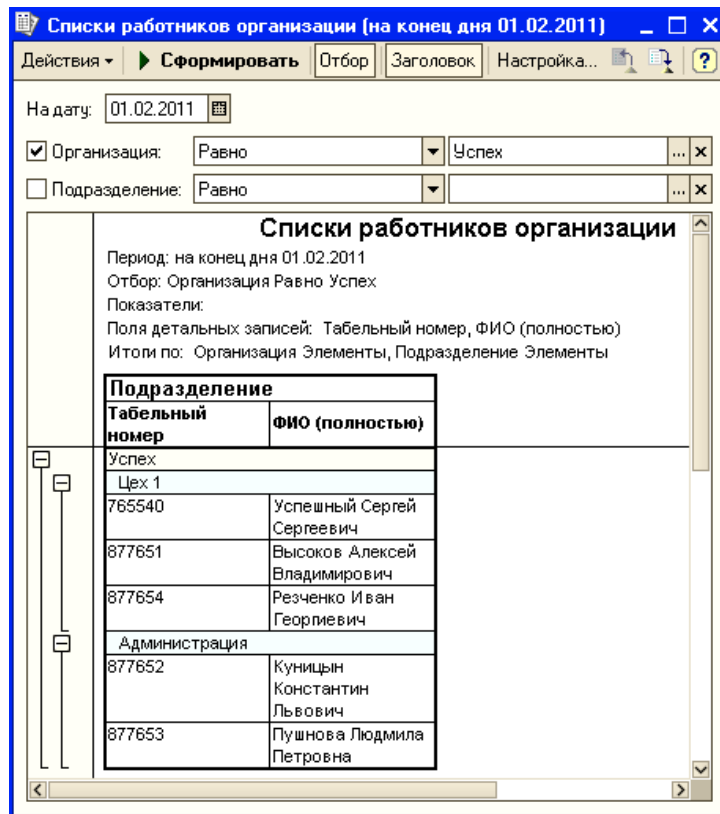 Списки работников организации (на конец дня 01.02.2011)
Действия Сформировать Отбор Заголовок Настройка... ?
На дату: 01.02.2011
Организация: Равно Успех ... x
Подразделение: Равно ... x
Списки работников организации
Период: на конец дня 01.02.2011
Отбор: Организация Равно Успех
Показатели:
Поля детальных записей: Табельный номер, ФИО (полностью)
Итоги по: Организация Элементы, Подразделение Элементы
Подразделение
Табельный
номер
ФИО (полностью)
Успех
Цех 1
765540 Успешный Сергей
Сергеевич
877651 Высоков Алексей
Владимирович
877654 Резченко Иван
Георгиевич
Администрация
877652 Куницын
Константин
Львович
877653 Пушнова Людмила
Петровна